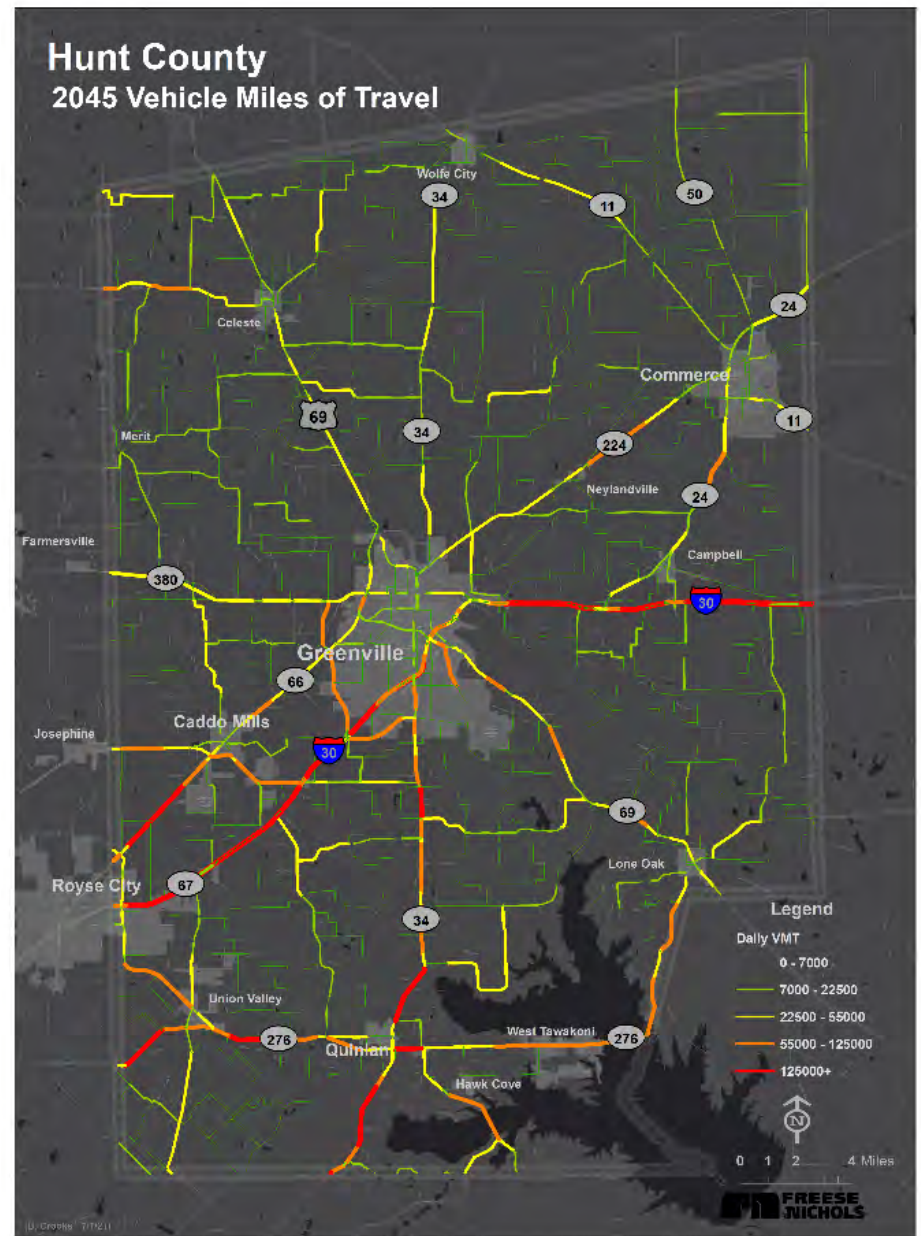 Hunt County
2045 Vehicle Miles of Travel
Wolfe City
34
11
50
24
Celeste
Commerce
69
34
11
224
Merit
Neylandville
24
Farmersville
Campbell
380
30
Greenville
66
Caddo Mills
Josephine
30
69
Lone Oak
Royse City
67
34
Legend
Daily VMT
0 - 7000
7000 - 22500
22500 - 55000
55000 - 125000
125000+
Union Valley
276
Quinlan
West Tawakoni
276
Hawk Cove
N
0 1 2 4 Miles
FREESE
NICHOLS